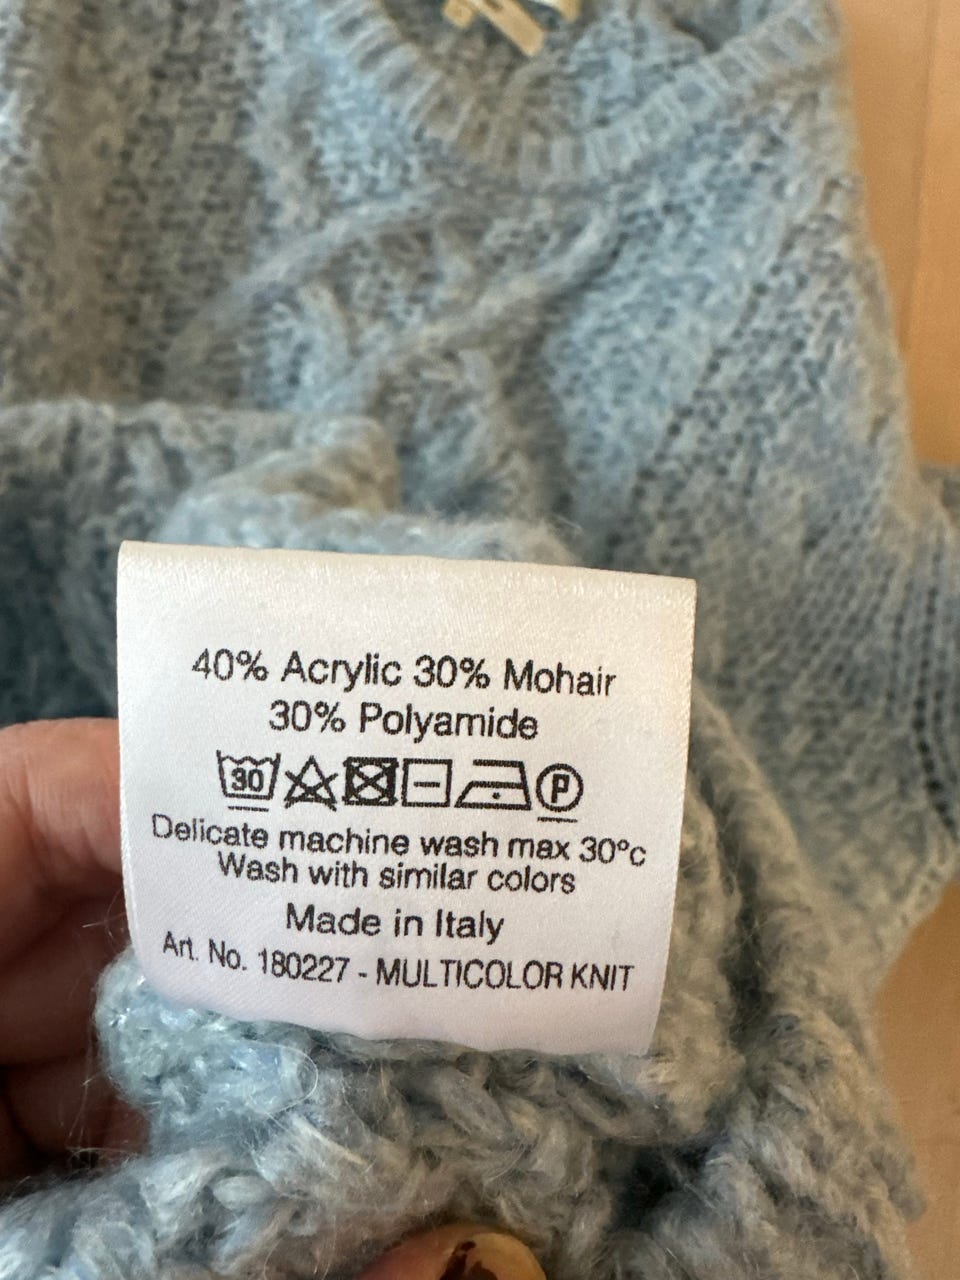 40% Acrylic 30% Mohair
30% Polyamide
30 P
Delicate machine wash max 30°c
Wash with similar colors
Made in Italy
Art. No. 180227 - MULTICOLOR KNIT